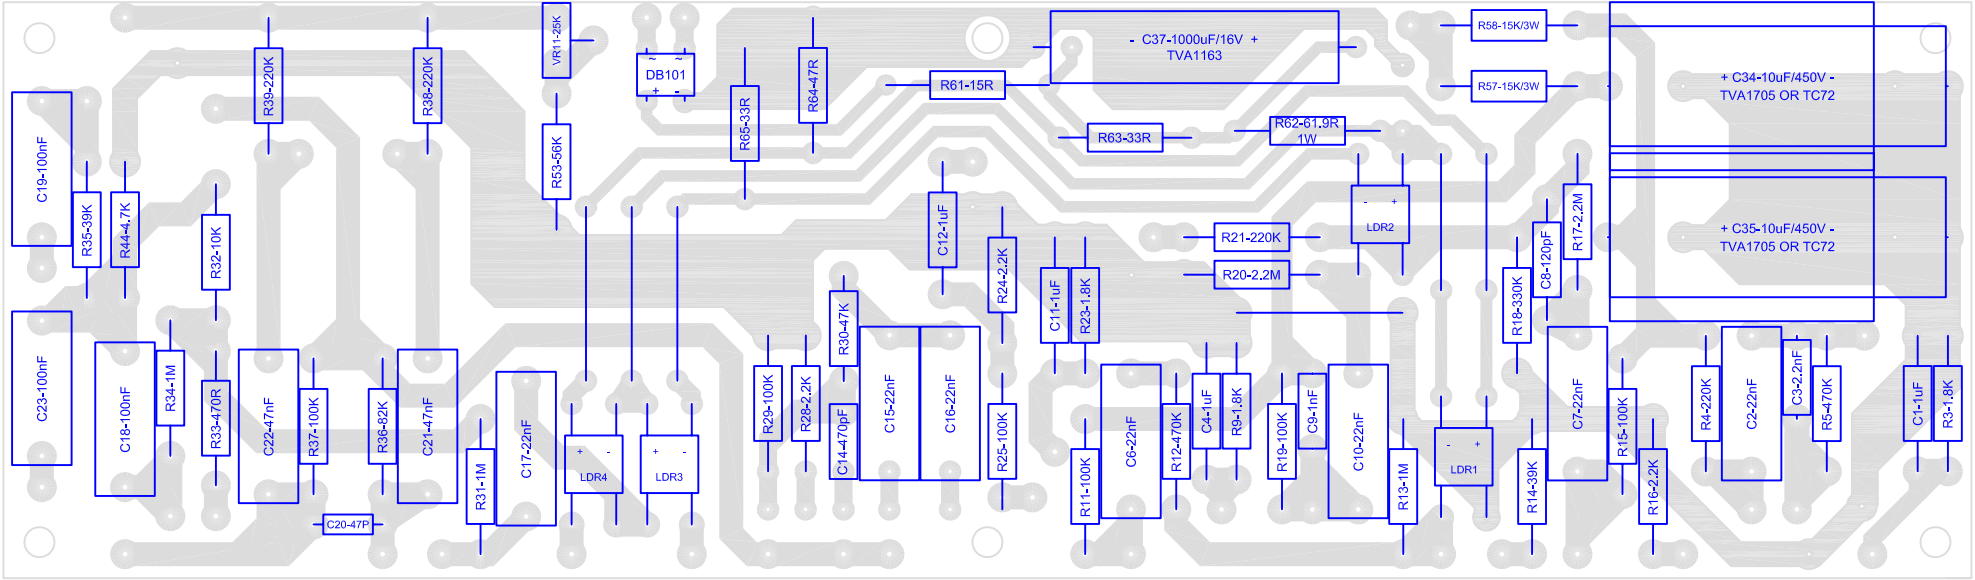 VR11-25K
R39-220K
R38-220K
~ ~
DB101
+ -
R64-47R
R65-33R
R61-15R
- C37-1000uF/16V +
TVA1163
R58-15K/3W
R57-15K/3W
+ C34-10uF/450V -
TVA1705 OR TC72
R63-33R
R62-61.9R
1W
C19-100nF
R35-39K
R44-4.7K
R32-10K
R53-56K
C12-1uF
R24-2.2K
R21-220K
R20-2.2M
- +
LDR2
C11-1uF
R23-1.8K
R18-330K
C8-120pF
R17-2.2M
+ C35-10uF/450V -
TVA1705 OR TC72
C23-100nF
C18-100nF
R34-1M
R33-470R
C22-47nF
R37-100K
R36-82K
C21-47nF
C20-47P
R31-1M
C17-22nF
+ -
LDR4
+ -
LDR3
R29-100K
R28-2.2K
R30-47K
C14-470pF
C15-22nF
C16-22nF
R25-100K
R11-100K
C6-22nF
R12-470K
C4-1uF
R9-1.8K
R19-100K
C9-1nF
C10-22nF
R13-1M
- +
LDR1
R14-39K
C7-22nF
R15-100K
R16-2.2K
R4-220K
C2-22nF
C3-2.2nF
R5-470K
C1-1uF
R3-1.8K